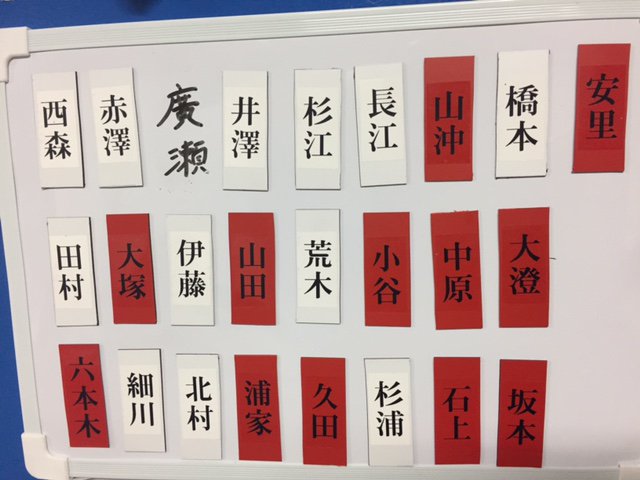 西森 赤澤 廣瀬 井澤 杉江 長江 山沖 橋本 安里
田村 大塚 伊藤 山田 荒木 小谷 中原 大澄
六本木 細川 北村 浦家 久田 杉浦 石上 坂本